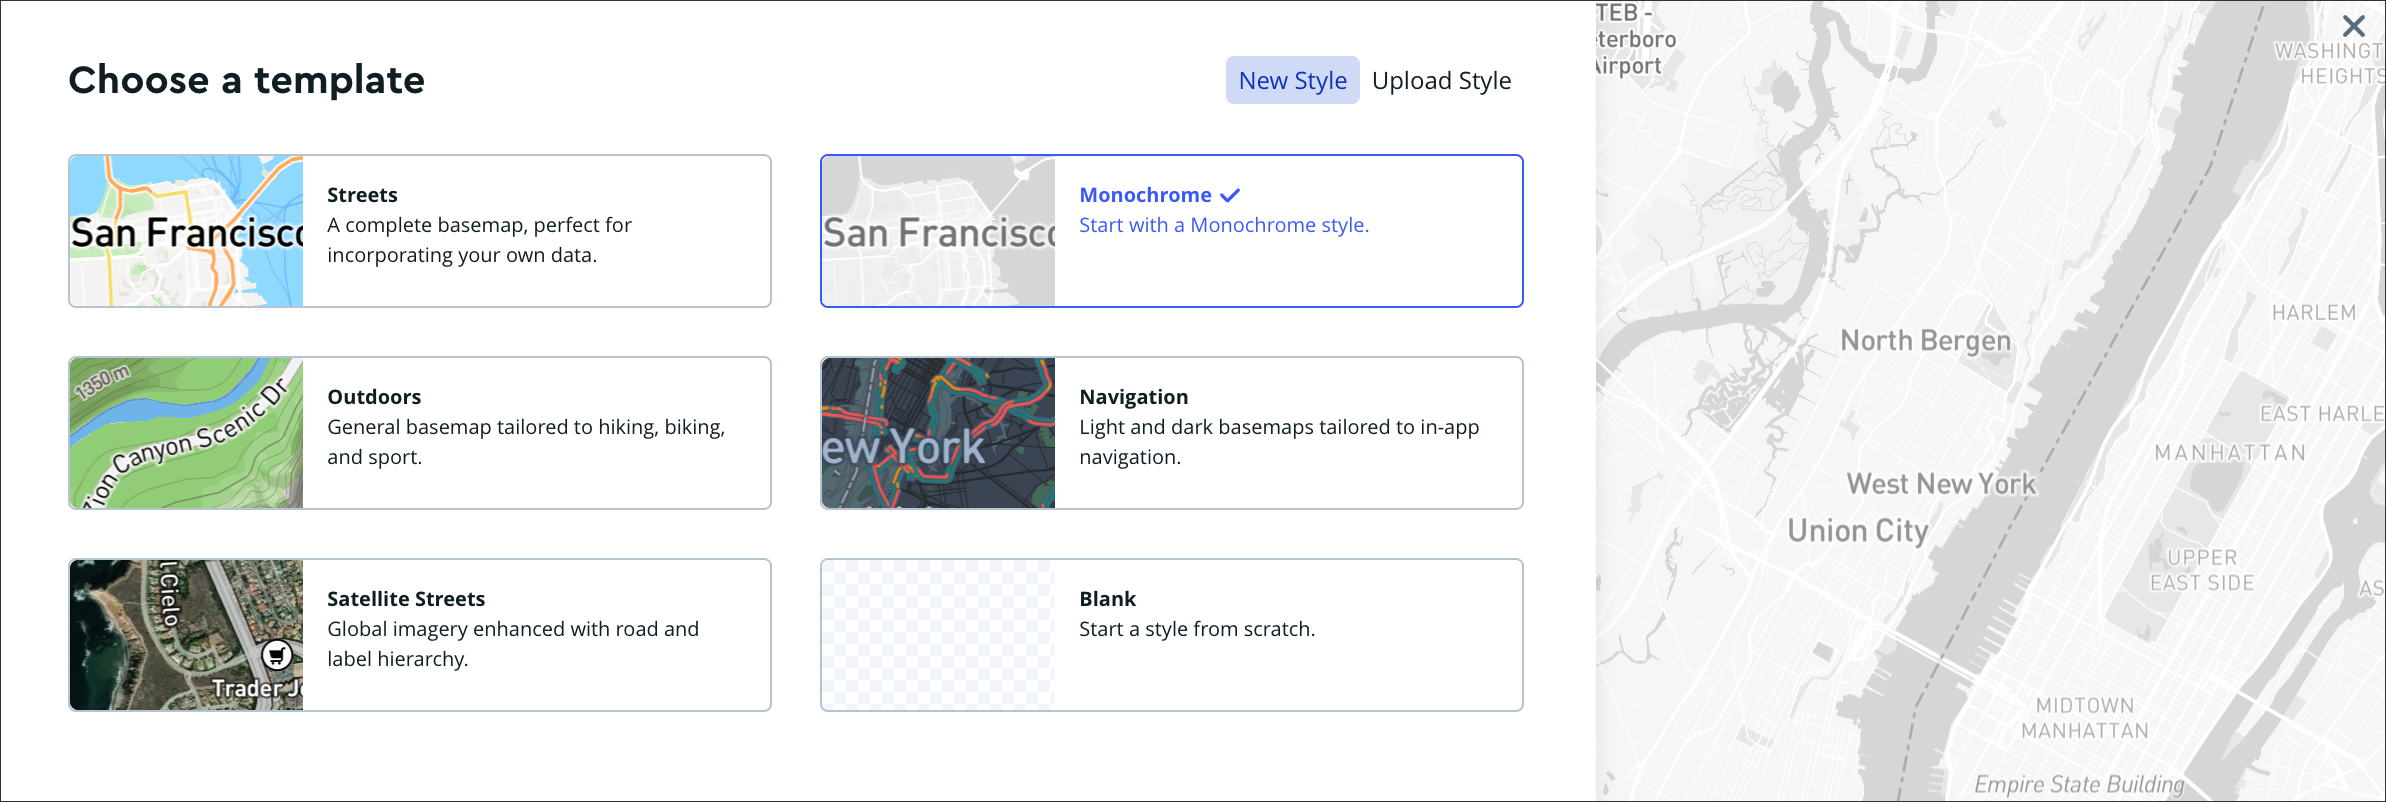 Choose a template
New Style
Upload Style
San Francisco
Streets
A complete basemap, perfect for
incorporating your own data.
San Francisco
Monochrome
Start with a Monochrome style.
1350 m
Zion Canyon Scenic Dr
Outdoors
General basemap tailored to hiking, biking,
and sport.
ew York
Navigation
Light and dark basemaps tailored to in-app
navigation.
l Cielo
Trader J
Satellite Streets
Global imagery enhanced with road and
label hierarchy.
Blank
Start a style from scratch.
TEB -
terboro
Airport
WASHINGT
HEIGHTS
HARLEM
North Bergen
EAST HARLE
MANHATTAN
West New York
Union City
UPPER
EAST SIDE
AS
MIDTOWN
MANHATTAN
Empire State Building